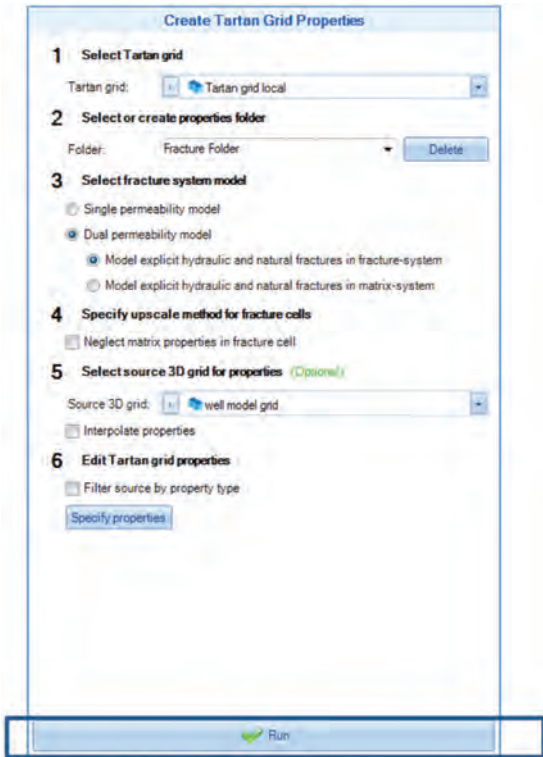 Create Tartan Grid Properties
1 Select Tartan grid
Tartan grid: Tartan grid local
2 Select or create properties folder
Folder: Fracture Folder Delete
3 Select fracture system model
Single permeability model
Dual permeability model
Model explicit hydraulic and natural fractures in fracture-system
Model explicit hydraulic and natural fractures in matrix-system
4 Specify upscale method for fracture cells
Neglect matrix properties in fracture cell
5 Select source 3D grid for properties (Optional)
Source 3D grid: well model grid
Interpolate properties
6 Edit Tartan grid properties
Filter source by property type
Specify properties
Run